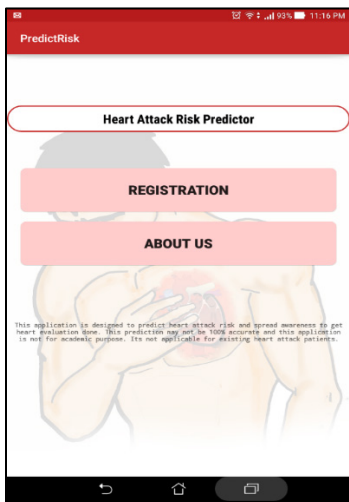 93% 11:16 PM
PredictRisk
Heart Attack Risk Predictor
REGISTRATION
ABOUT US
This application is designed to predict heart attack risk and spread awareness to get
heart evaluation done. This prediction may not be 100% accurate and this application
is not for academic purpose. Its not applicable for existing heart attack patients.